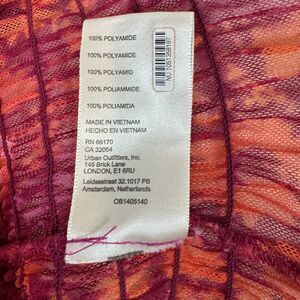 100% POLYAMIDE
100% POLYAMIDE
100% POLYAMID
100% POLIAMMIDE
100% POLIAMIDA
MADE IN VIETNAM
HECHO EN VIETNAM
RN 66170
CA 32054
Urban Outfitters, Inc.
146 Brick Lane
LONDON, E1 6RU
Leidsestraat 32.1017 PB
Amsterdam, Netherlands
OB1405140